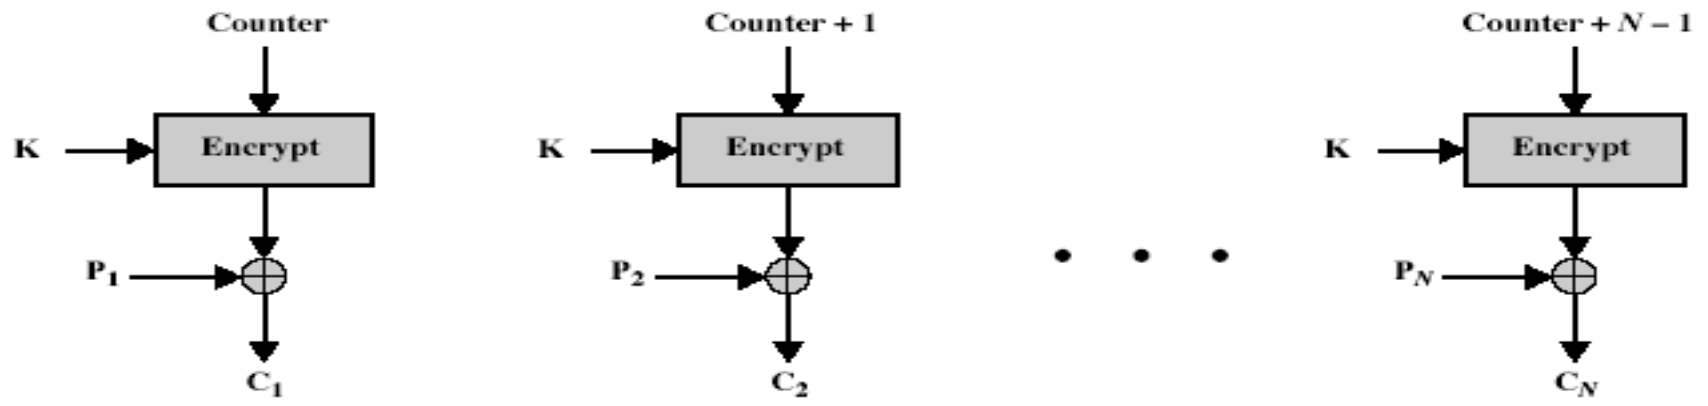 Counter Counter + 1 Counter + N – 1
K Encrypt K Encrypt K Encrypt
P1 P2 PN
C1 C2 CN